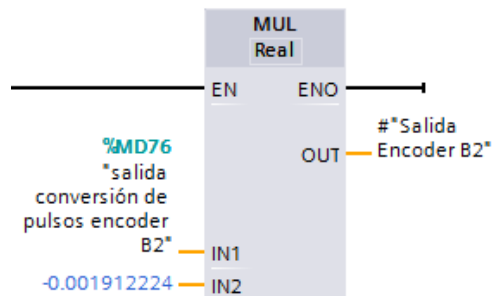 MUL
Real
EN ENO
%MD76
"salida
conversión de
pulsos encoder
B2"
IN1
-0.001912224
IN2
OUT
#"Salida
Encoder B2"